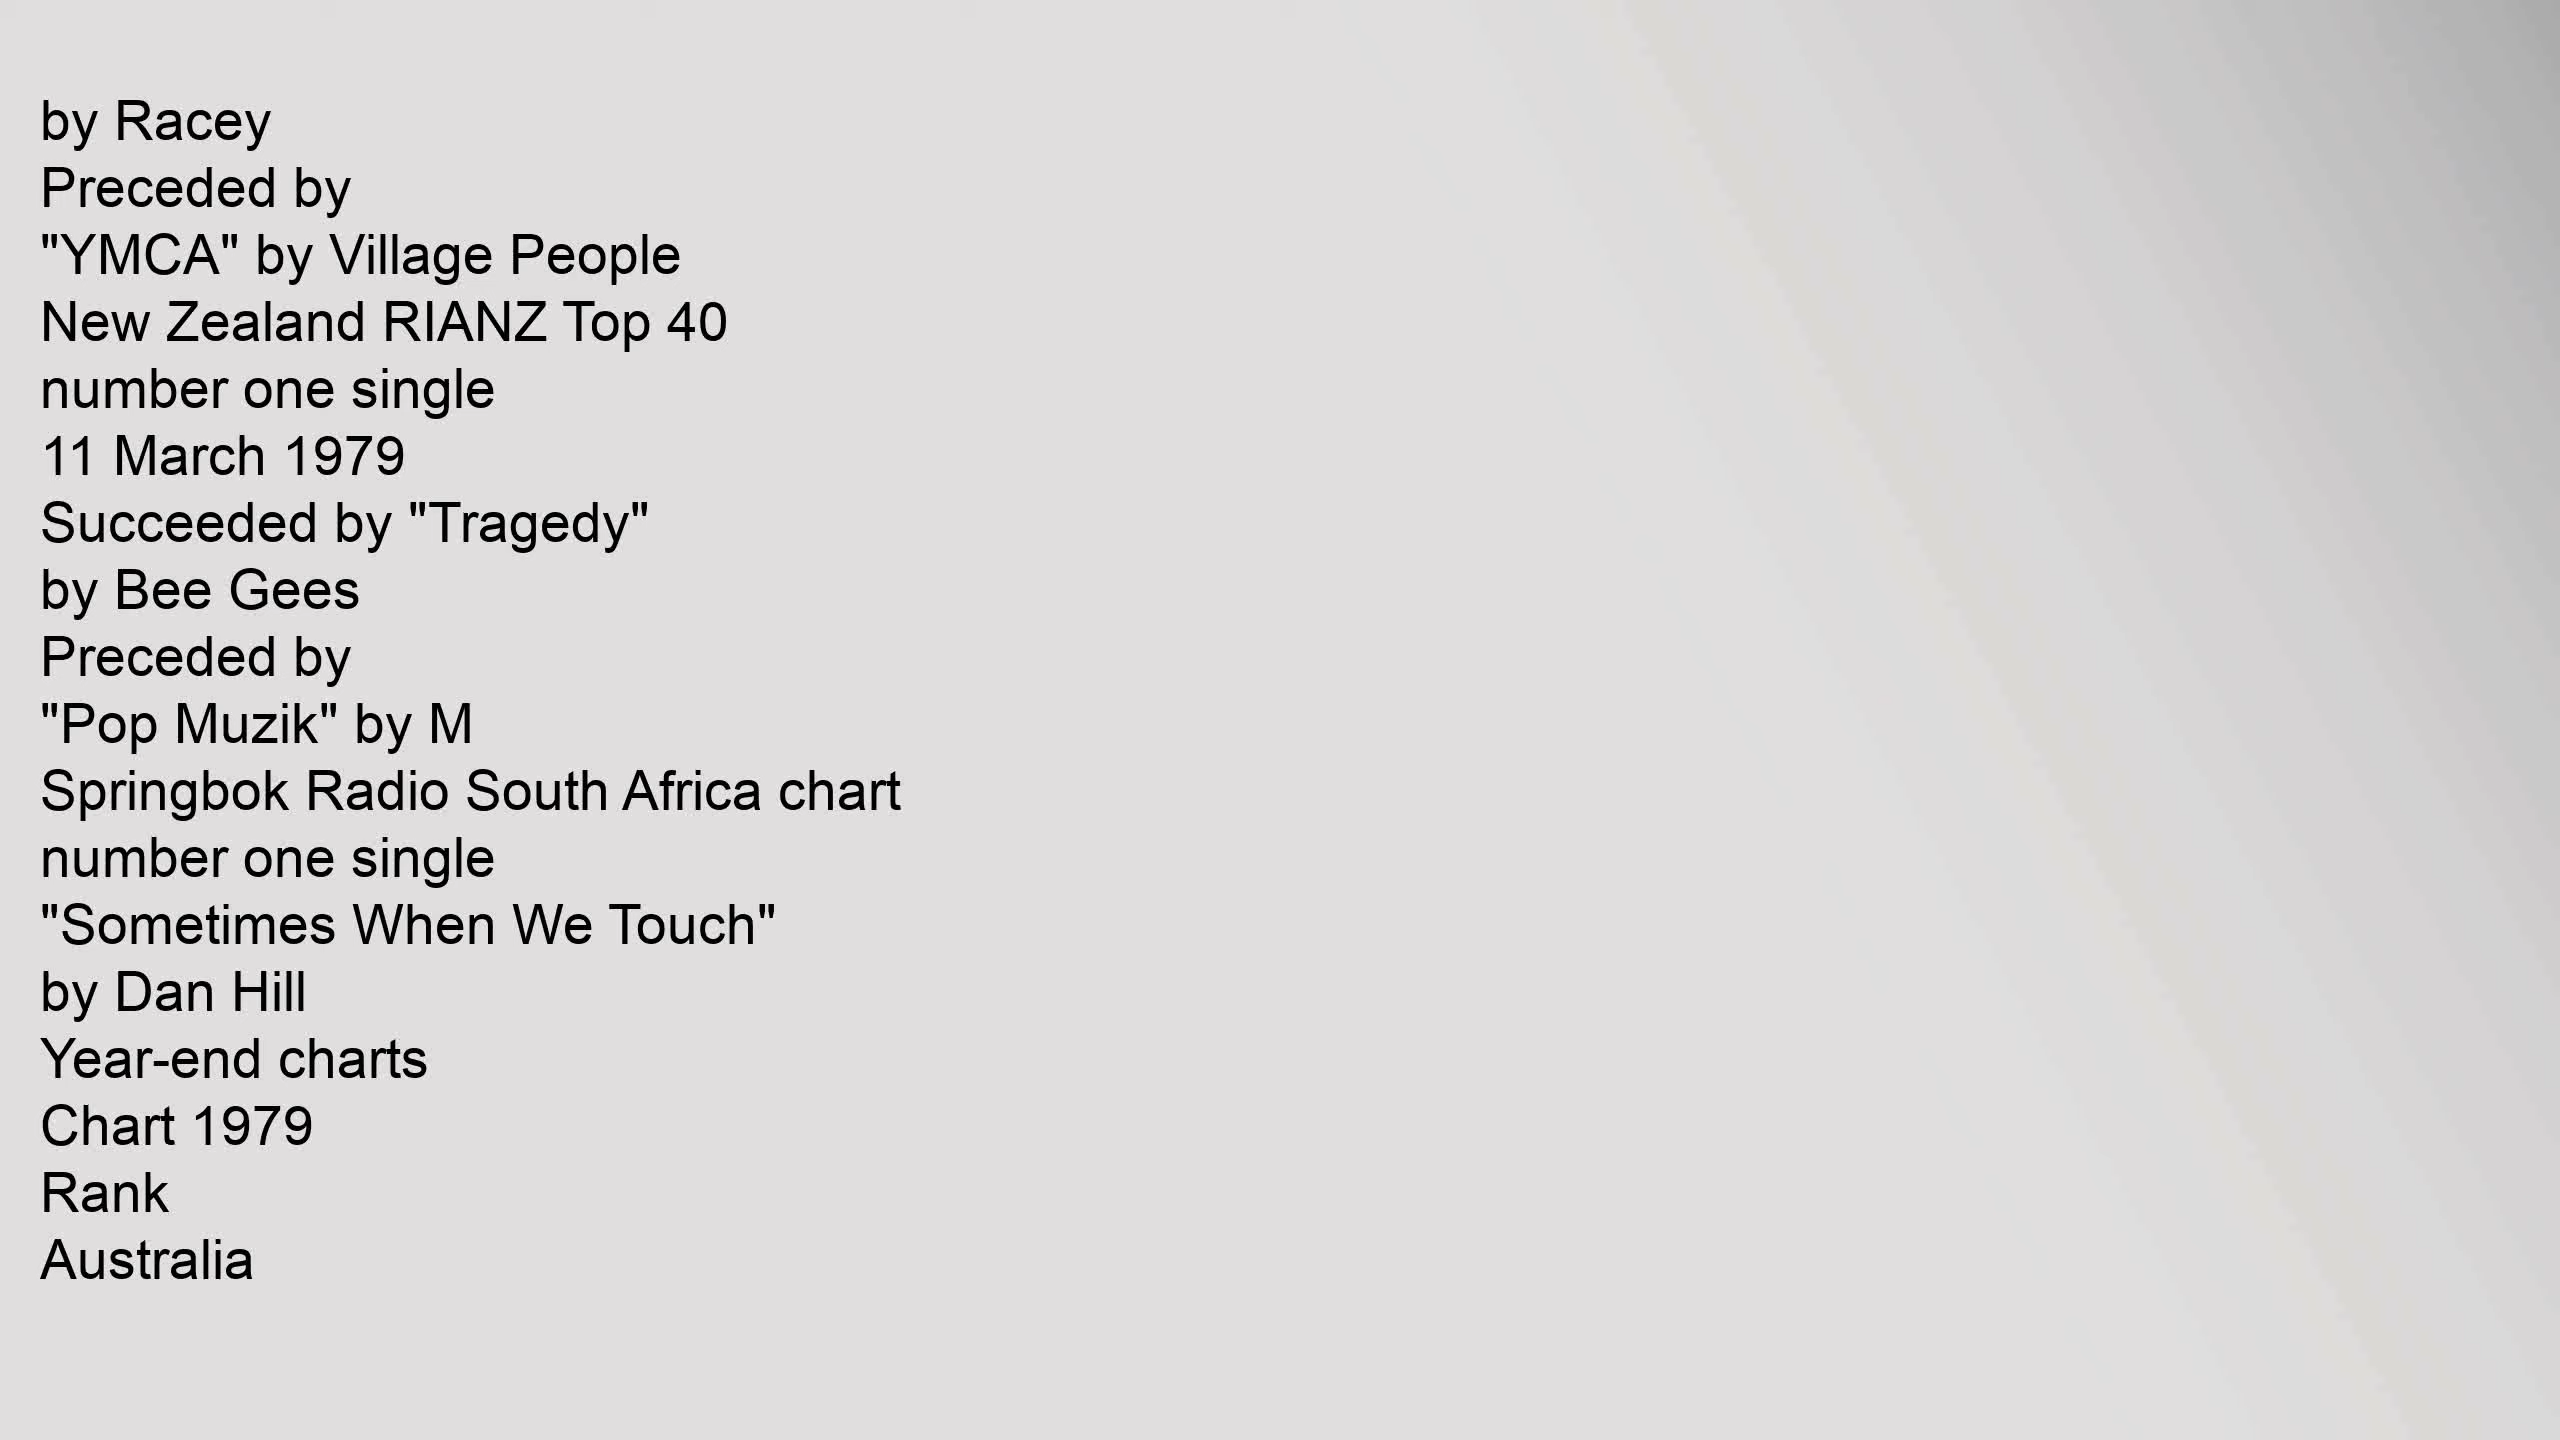 by Racey
Preceded by
"YMCA" by Village People
New Zealand RIANZ Top 40
number one single
11 March 1979
Succeeded by "Tragedy"
by Bee Gees
Preceded by
"Pop Muzik" by M
Springbok Radio South Africa chart
number one single
"Sometimes When We Touch"
by Dan Hill
Year-end charts
Chart 1979
Rank
Australia